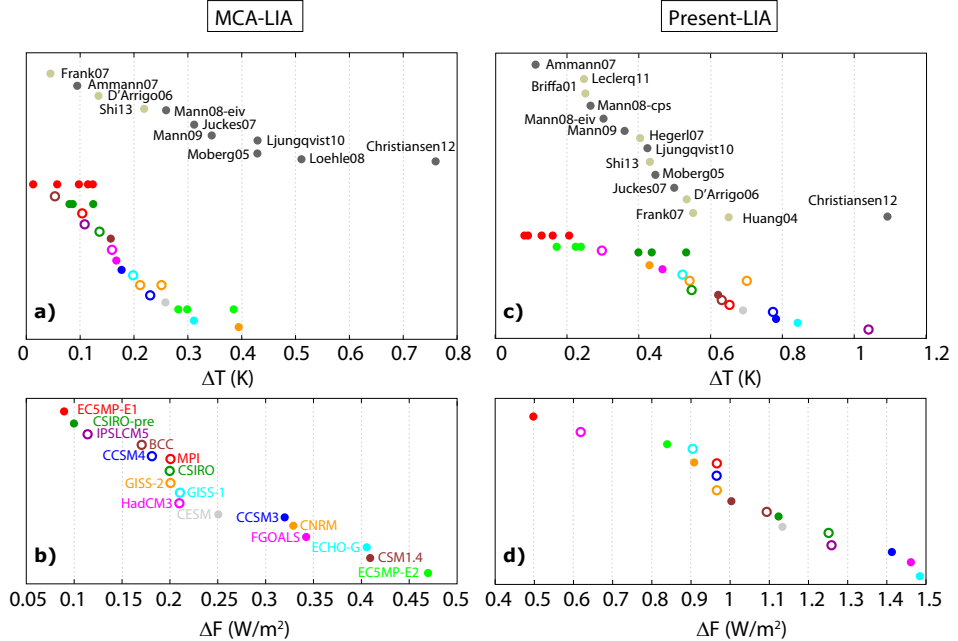 MCA-LIA
Present-LIA
Frank07
Ammann07
D'Arrigo06
Shi13
Mann08-eiv
Juckes07
Mann09
Ljungqvist10
Moberg05
Loehle08
Christiansen12
a)
0 0.1 0.2 0.3 0.4 0.5 0.6 0.7 0.8
ΔT (K)
Ammann07
Leclerq11
Briffa01
Mann08-cps
Mann08-eiv
Mann09
Hegerl07
Ljungqvist10
Shi13
Moberg05
Juckes07
D'Arrigo06
Frank07
Huang04
Christiansen12
c)
0 0.2 0.4 0.6 0.8 1 1.2
ΔT (K)
EC5MP-E1
CSIRO-pre
IPSLCM5
BCC
CCSM4
MPI
CSIRO
GISS-2
GISS-1
HadCM3
CESM
CCSM3
CNRM
FGOALS
ECHO-G
CSM1.4
EC5MP-E2
b)
0.05 0.1 0.15 0.2 0.25 0.3 0.35 0.4 0.45 0.5
ΔF (W/m²)
d)
0.4 0.5 0.6 0.7 0.8 0.9 1 1.1 1.2 1.3 1.4 1.5
ΔF (W/m²)